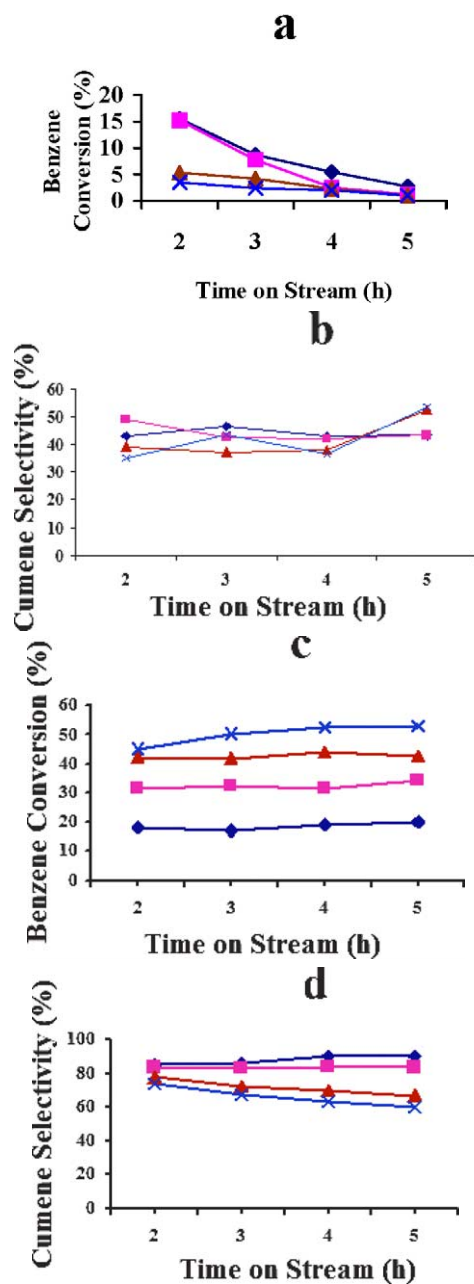 a
Benzene
Conversion (%)
20
15
10
5
0
2 3 4 5
Time on Stream (h)
b
Cumene Selectivity (%)
60
50
40
30
20
10
0
2 3 4 5
Time on Stream (h)
c
Benzene Conversion (%)
60
50
40
30
20
10
0
2 3 4 5
Time on Stream (h)
d
Cumene Selectivity (%)
100
80
60
40
20
0
2 3 4 5
Time on Stream (h)